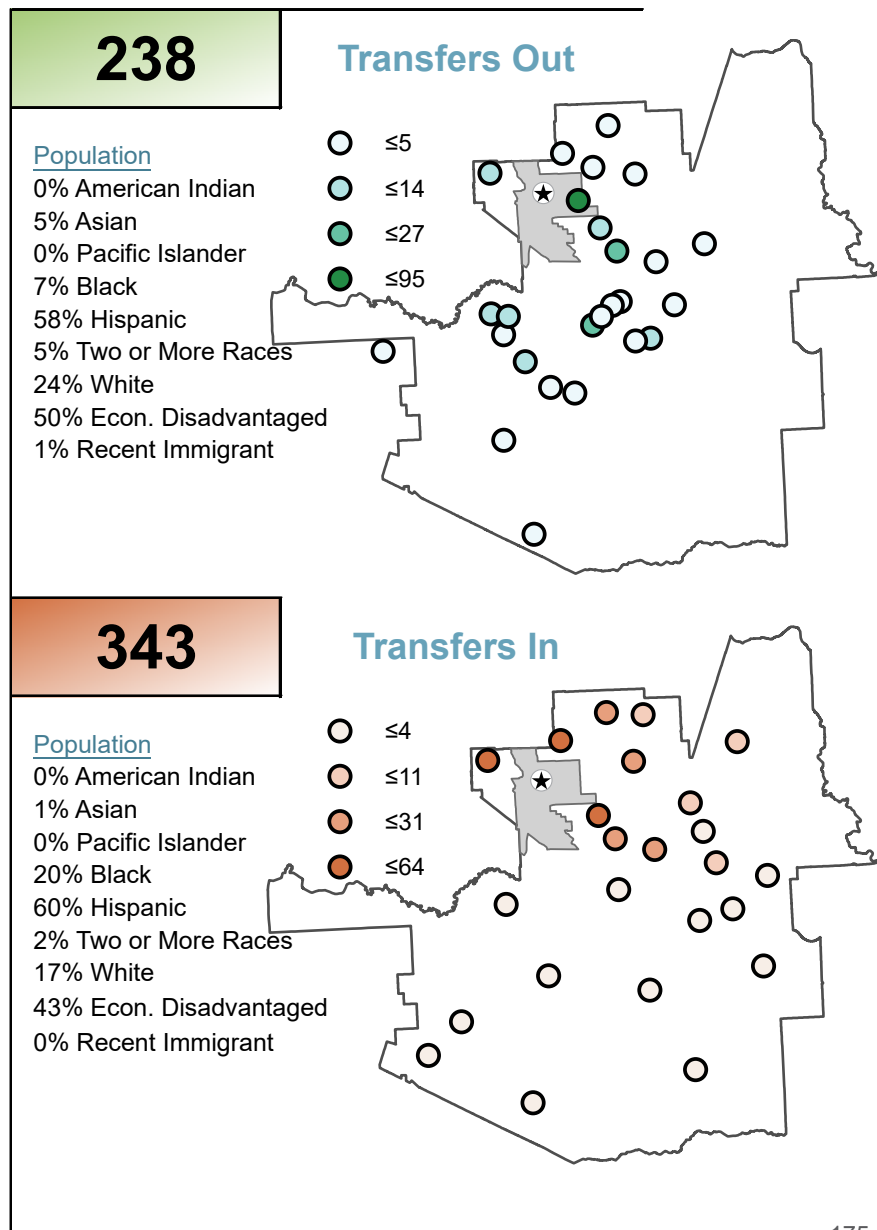 238
Transfers Out
Population
0% American Indian
5% Asian
0% Pacific Islander
7% Black
58% Hispanic
5% Two or More Races
24% White
50% Econ. Disadvantaged
1% Recent Immigrant
≤5
≤14
≤27
≤95
343
Transfers In
Population
0% American Indian
1% Asian
0% Pacific Islander
20% Black
60% Hispanic
2% Two or More Races
17% White
43% Econ. Disadvantaged
0% Recent Immigrant
≤4
≤11
≤31
≤64